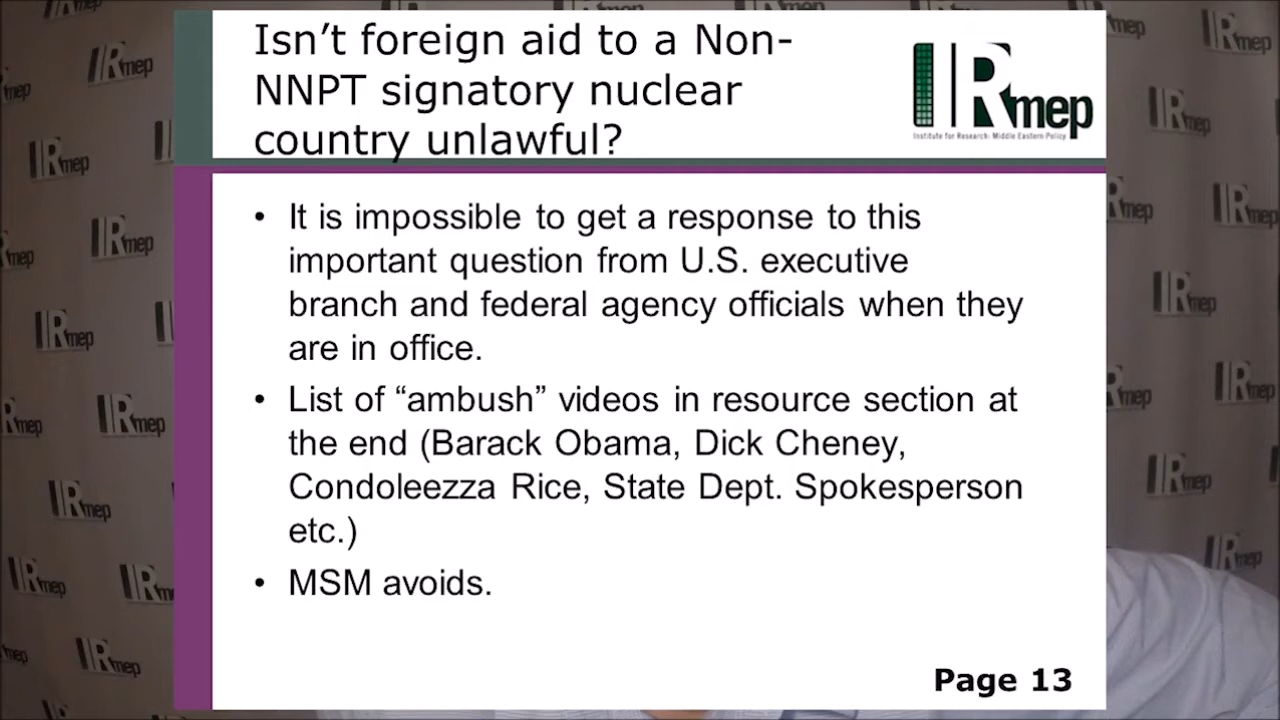 Isn’t foreign aid to a Non-
NNPT signatory nuclear
country unlawful?
IRmep
Institute for Research: Middle Eastern Policy
• It is impossible to get a response to this
important question from U.S. executive
branch and federal agency officials when they
are in office.
• List of “ambush” videos in resource section at
the end (Barack Obama, Dick Cheney,
Condoleezza Rice, State Dept. Spokesperson
etc.)
• MSM avoids.
Page 13